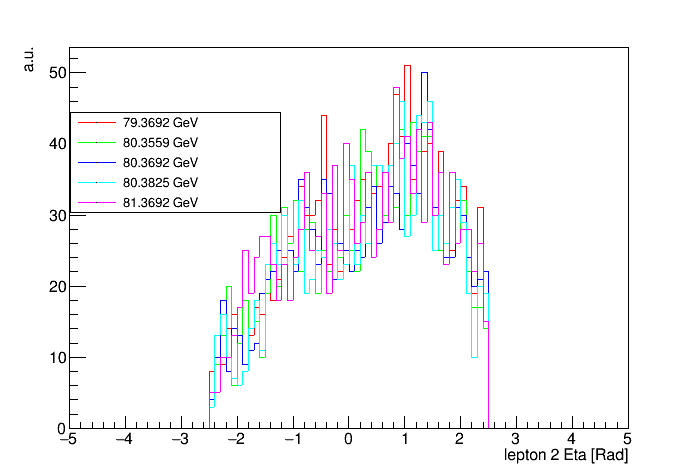 a.u.
50
40
30
20
10
0
79.3692 GeV
80.3559 GeV
80.3692 GeV
80.3825 GeV
81.3692 GeV
−5 −4 −3 −2 −1 0 1 2 3 4 5
lepton 2 Eta [Rad]